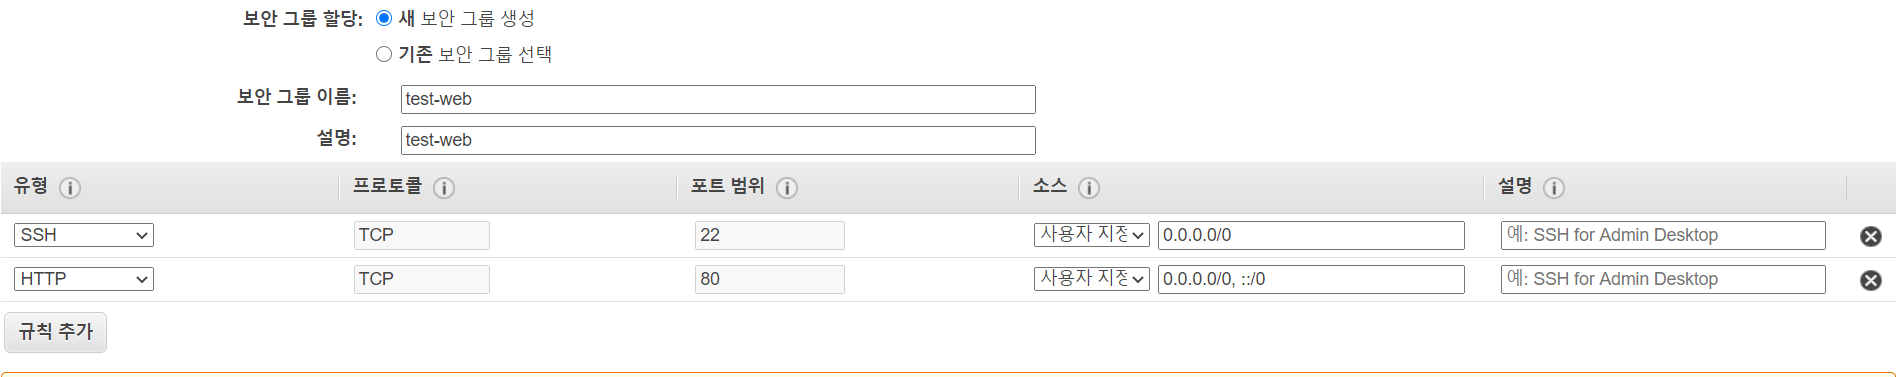 보안 그룹 할당: 새 보안 그룹 생성
기존 보안 그룹 선택
보안 그룹 이름: test-web
설명: test-web
유형 프로토콜 포트 범위 소스 설명
SSH TCP 22 사용자 지정 0.0.0.0/0 예: SSH for Admin Desktop
HTTP TCP 80 사용자 지정 0.0.0.0/0, ::/0 예: SSH for Admin Desktop
규칙 추가